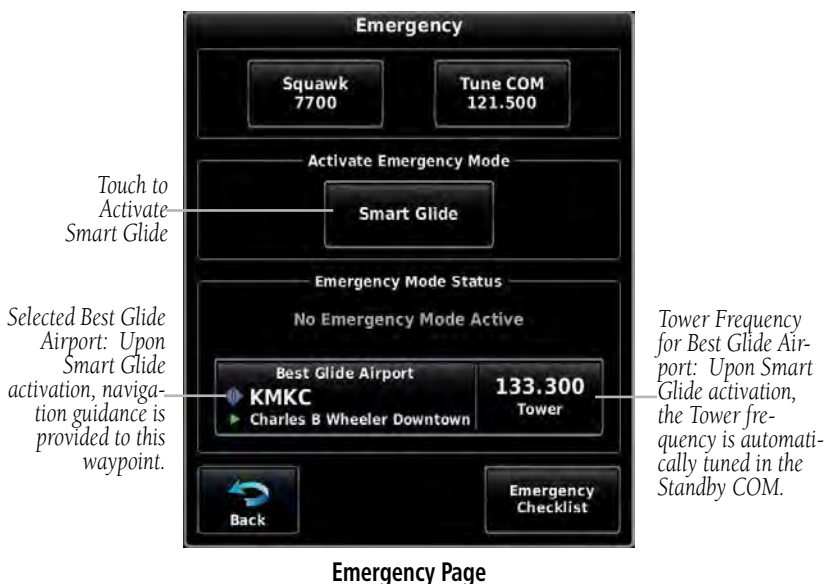 Emergency
Squawk
7700
Tune COM
121.500
Activate Emergency Mode
Touch to
Activate
Smart Glide
Smart Glide
Emergency Mode Status
No Emergency Mode Active
Selected Best Glide
Airport: Upon
Smart Glide
activation, naviga-
tion guidance is
provided to this
waypoint.
Best Glide Airport
KMKC
Charles B Wheeler Downtown
133.300
Tower
Tower Frequency
for Best Glide Air-
port: Upon Smart
Glide activation,
the Tower fre-
quency is automati-
cally tuned in the
Standby COM.
Back
Emergency
Checklist
Emergency Page